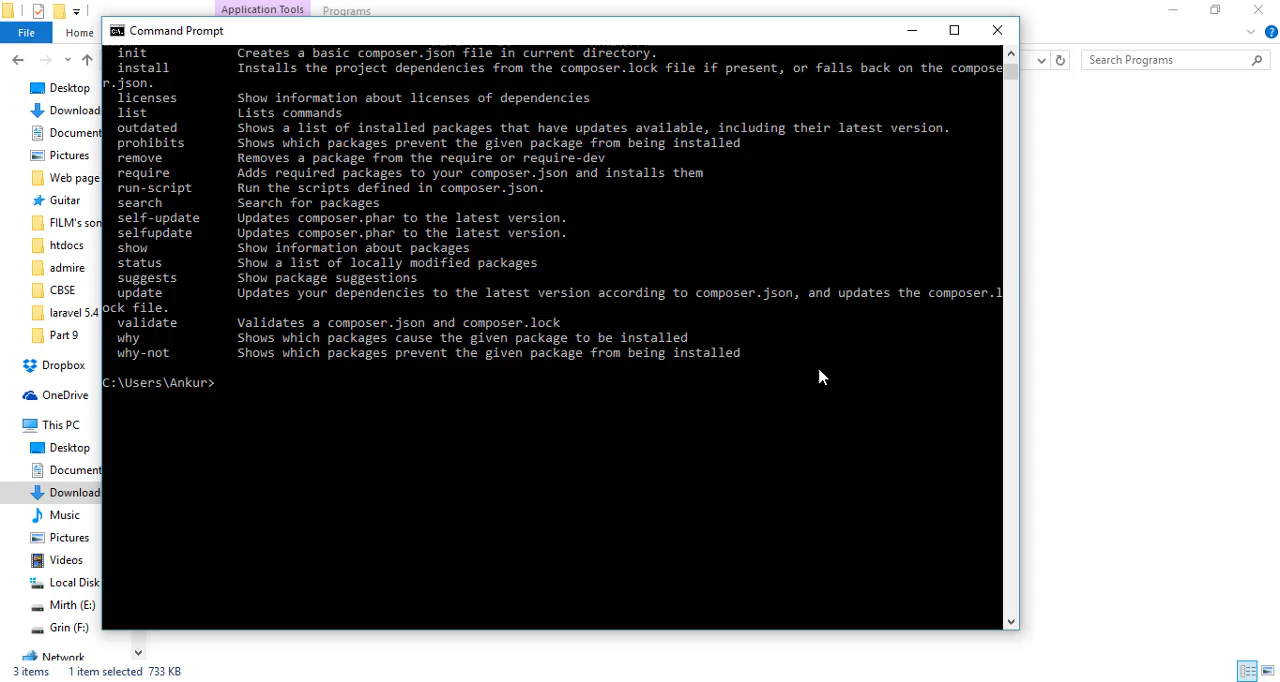 Application Tools
Programs
File
Home
Command Prompt
Search Programs
init Creates a basic composer.json file in current directory.
install Installs the project dependencies from the composer.lock file if present, or falls back on the compose
r.json.
licenses Show information about licenses of dependencies
list Lists commands
outdated Shows a list of installed packages that have updates available, including their latest version.
prohibits Shows which packages prevent the given package from being installed
remove Removes a package from the require or require-dev
require Adds required packages to your composer.json and installs them
run-script Run the scripts defined in composer.json.
search Search for packages
self-update Updates composer.phar to the latest version.
selfupdate Updates composer.phar to the latest version.
show Show information about packages
status Show a list of locally modified packages
suggests Show package suggestions
update Updates your dependencies to the latest version according to composer.json, and updates the composer.l
ock file.
validate Validates a composer.json and composer.lock
why Shows which packages cause the given package to be installed
why-not Shows which packages prevent the given package from being installed
C:\Users\Ankur>
Desktop
Download
Document
Pictures
Web page
Guitar
FILM's son
htdocs
admire
CBSE
laravel 5.4
Part 9
Dropbox
OneDrive
This PC
Desktop
Document
Download
Music
Pictures
Videos
Local Disk
Mirth (E:)
Grin (F:)
Network
3 items
1 item selected 733 KB